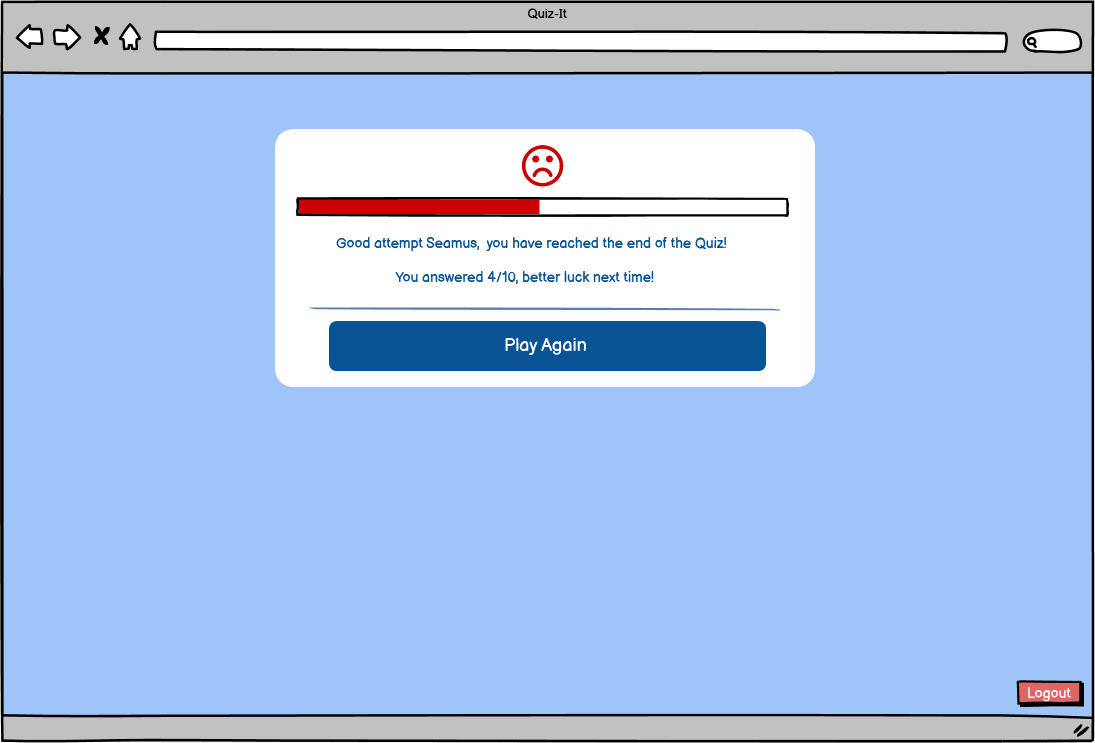 Quiz-It
Good attempt Seamus, you have reached the end of the Quiz!
You answered 4/10, better luck next time!
Play Again
Logout